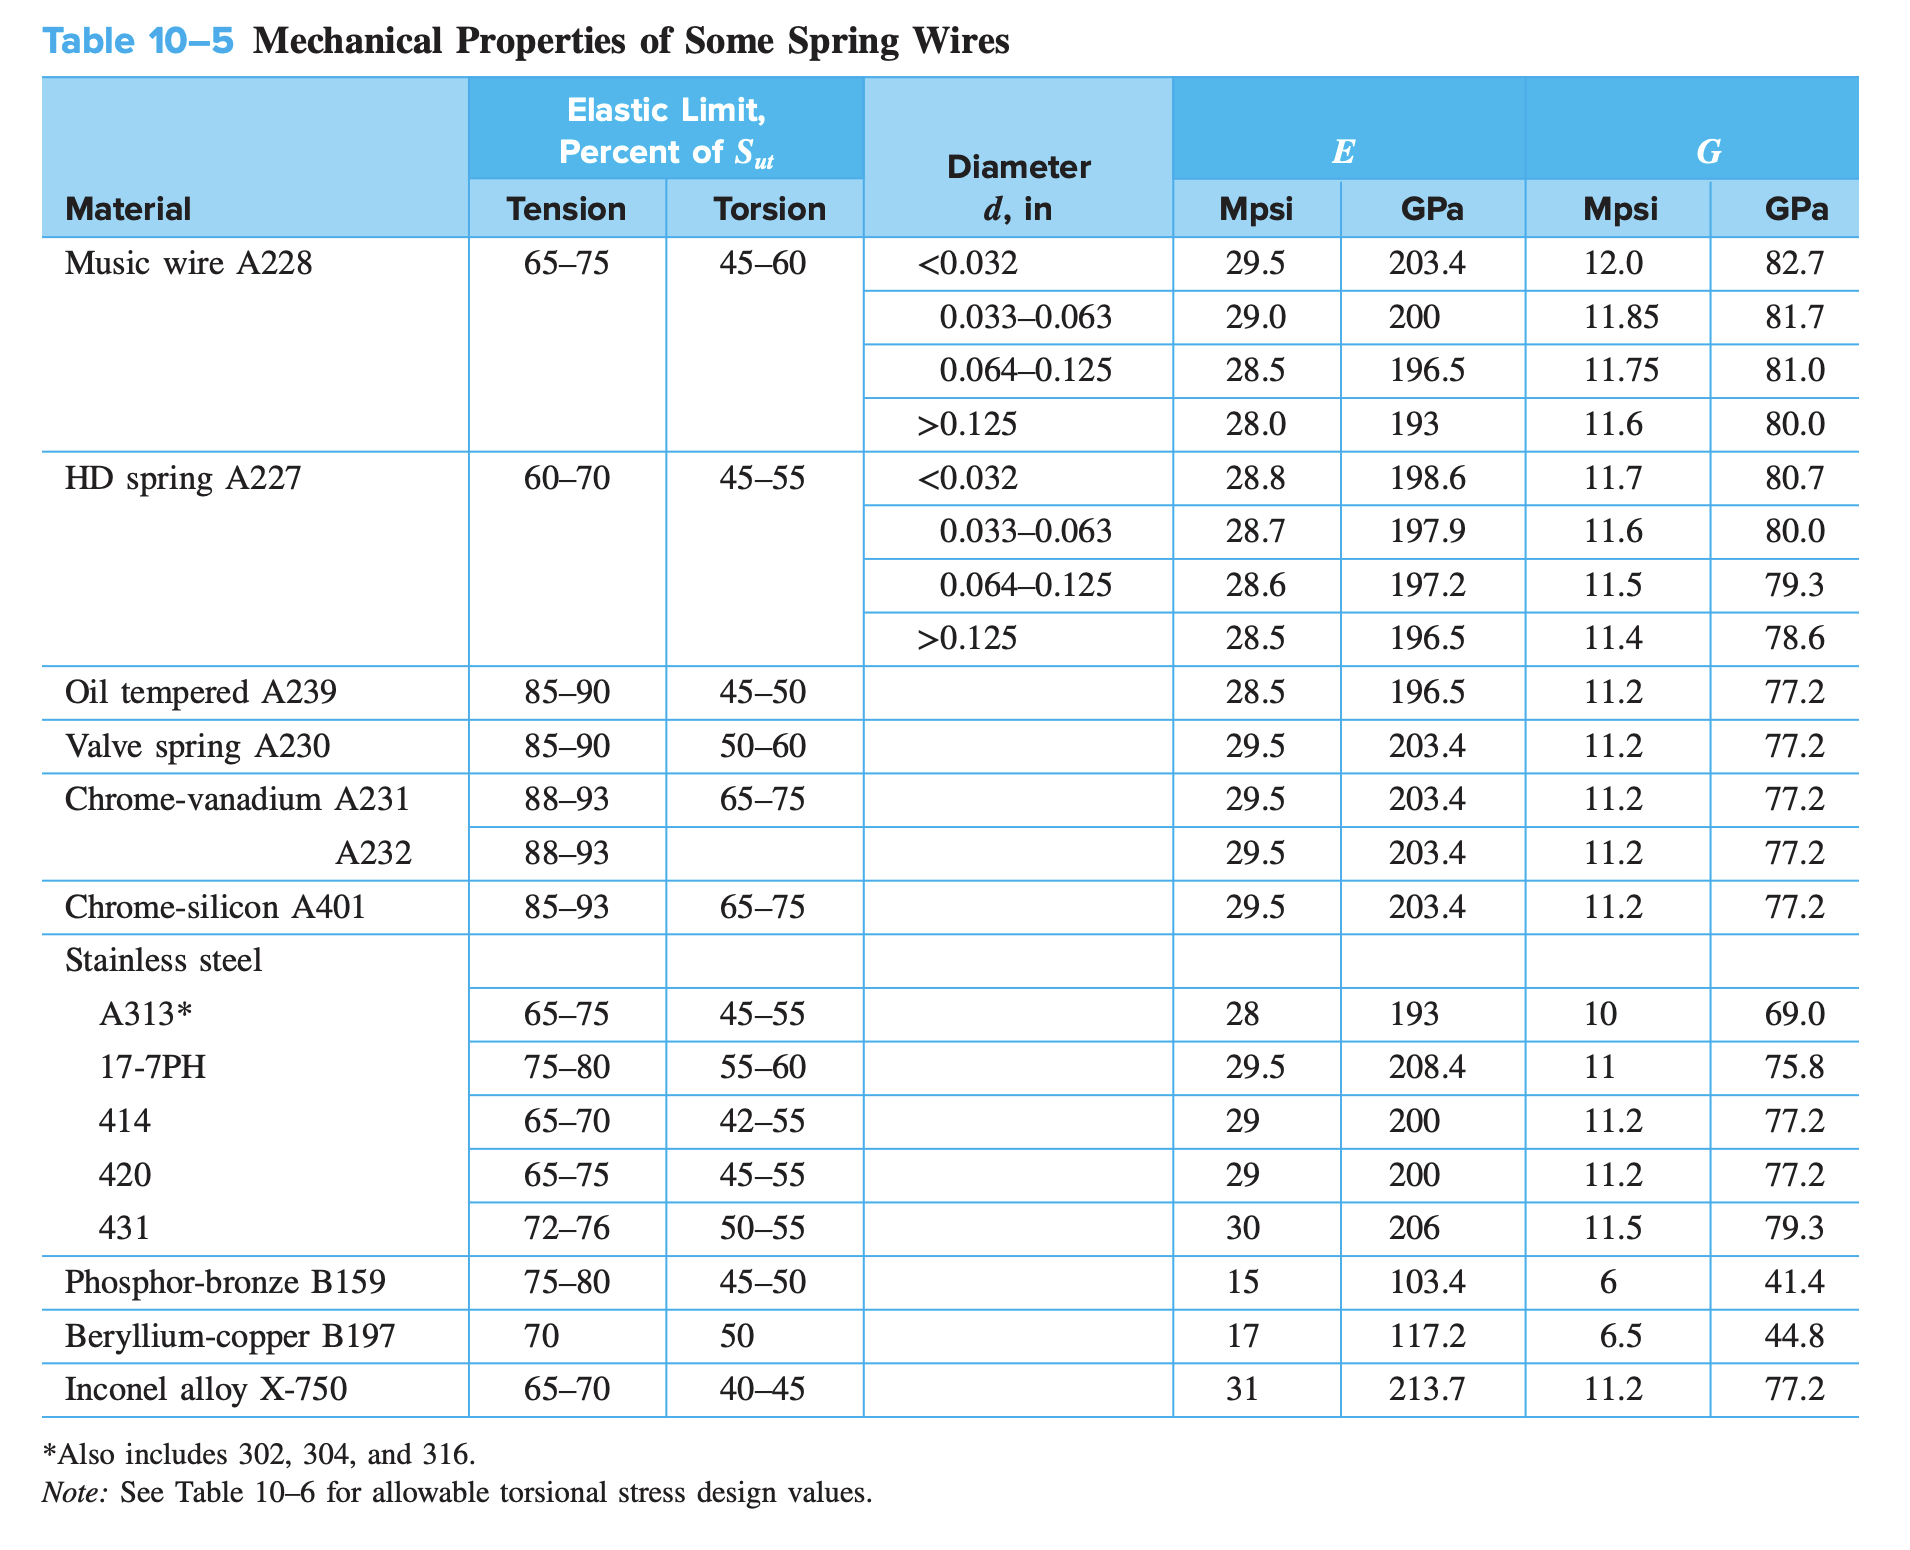 Table 10–5 Mechanical Properties of Some Spring Wires
Elastic Limit,
Percent of Sut
Diameter
E G
Material Tension Torsion d, in Mpsi GPa Mpsi GPa
Music wire A228 65–75 45–60 <0.032 29.5 203.4 12.0 82.7
0.033–0.063 29.0 200 11.85 81.7
0.064–0.125 28.5 196.5 11.75 81.0
>0.125 28.0 193 11.6 80.0
HD spring A227 60–70 45–55 <0.032 28.8 198.6 11.7 80.7
0.033–0.063 28.7 197.9 11.6 80.0
0.064–0.125 28.6 197.2 11.5 79.3
>0.125 28.5 196.5 11.4 78.6
Oil tempered A239 85–90 45–50 28.5 196.5 11.2 77.2
Valve spring A230 85–90 50–60 29.5 203.4 11.2 77.2
Chrome-vanadium A231 88–93 65–75 29.5 203.4 11.2 77.2
A232 88–93 29.5 203.4 11.2 77.2
Chrome-silicon A401 85–93 65–75 29.5 203.4 11.2 77.2
Stainless steel
A313* 65–75 45–55 28 193 10 69.0
17-7PH 75–80 55–60 29.5 208.4 11 75.8
414 65–70 42–55 29 200 11.2 77.2
420 65–75 45–55 29 200 11.2 77.2
431 72–76 50–55 30 206 11.5 79.3
Phosphor-bronze B159 75–80 45–50 15 103.4 6 41.4
Beryllium-copper B197 70 50 17 117.2 6.5 44.8
Inconel alloy X-750 65–70 40–45 31 213.7 11.2 77.2
*Also includes 302, 304, and 316.
Note: See Table 10–6 for allowable torsional stress design values.